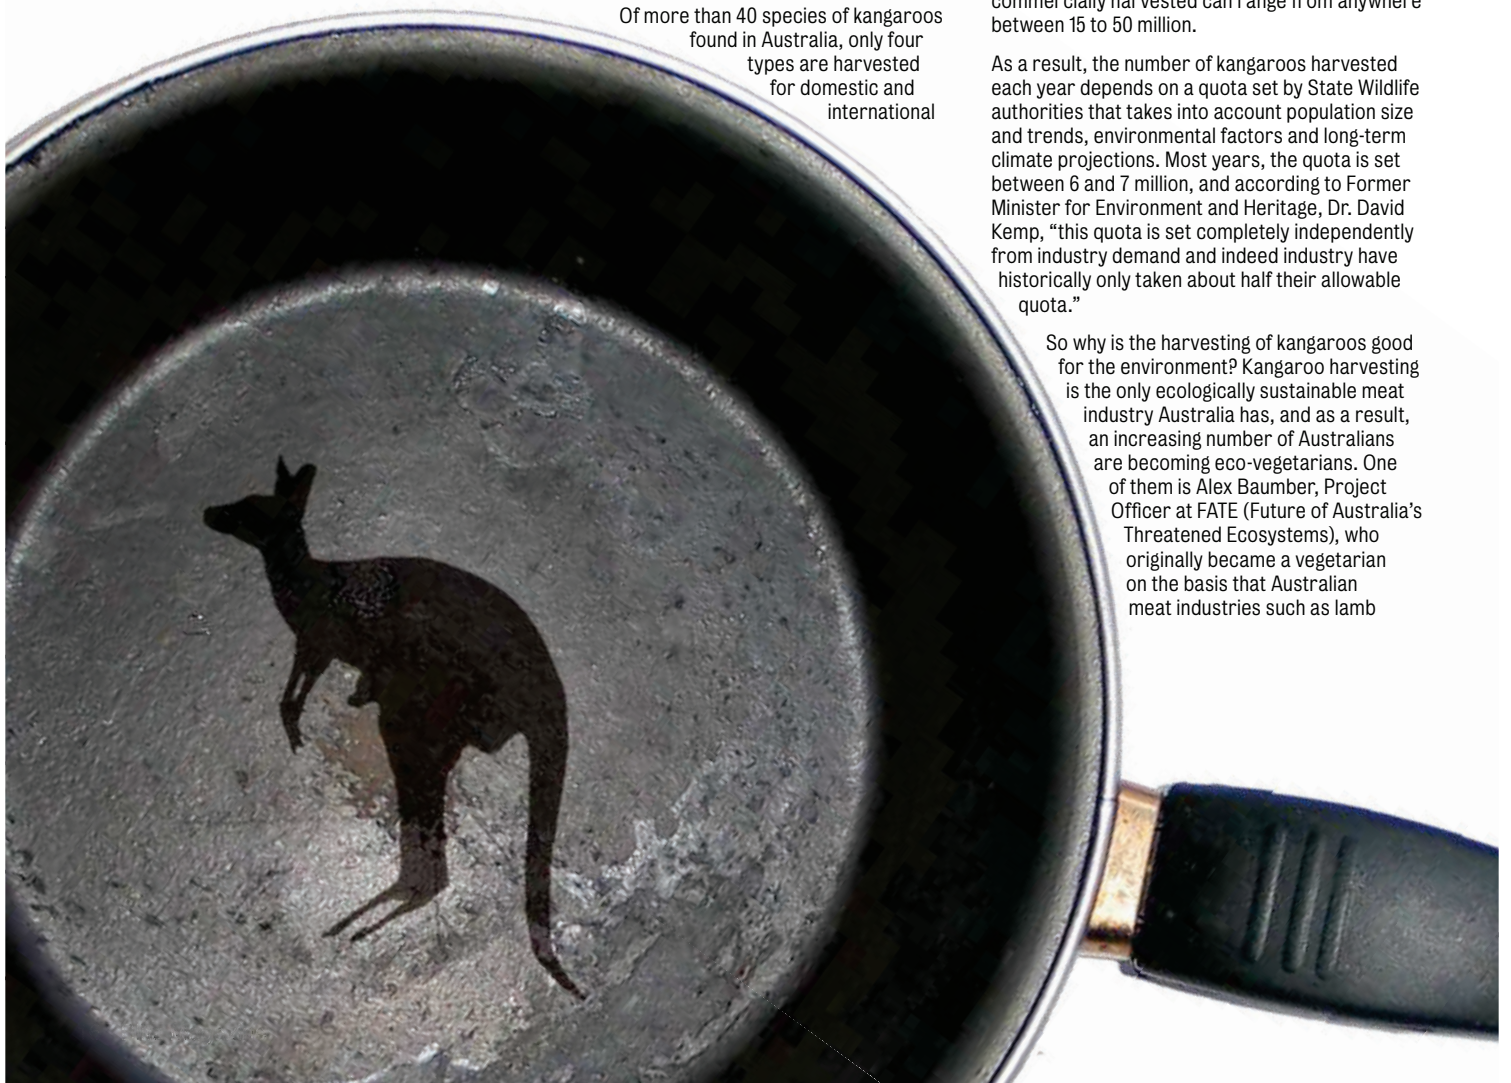 Of more than 40 species of kangaroos
found in Australia, only four
types are harvested
for domestic and
international
commercially harvested can range from anywhere
between 15 to 50 million.
As a result, the number of kangaroos harvested
each year depends on a quota set by State Wildlife
authorities that takes into account population size
and trends, environmental factors and long-term
climate projections. Most years, the quota is set
between 6 and 7 million, and according to Former
Minister for Environment and Heritage, Dr. David
Kemp, “this quota is set completely independently
from industry demand and indeed industry have
historically only taken about half their allowable
quota.”
So why is the harvesting of kangaroos good
for the environment? Kangaroo harvesting
is the only ecologically sustainable meat
industry Australia has, and as a result,
an increasing number of Australians
are becoming eco-vegetarians. One
of them is Alex Baumber, Project
Officer at FATE (Future of Australia’s
Threatened Ecosystems), who
originally became a vegetarian
on the basis that Australian
meat industries such as lamb